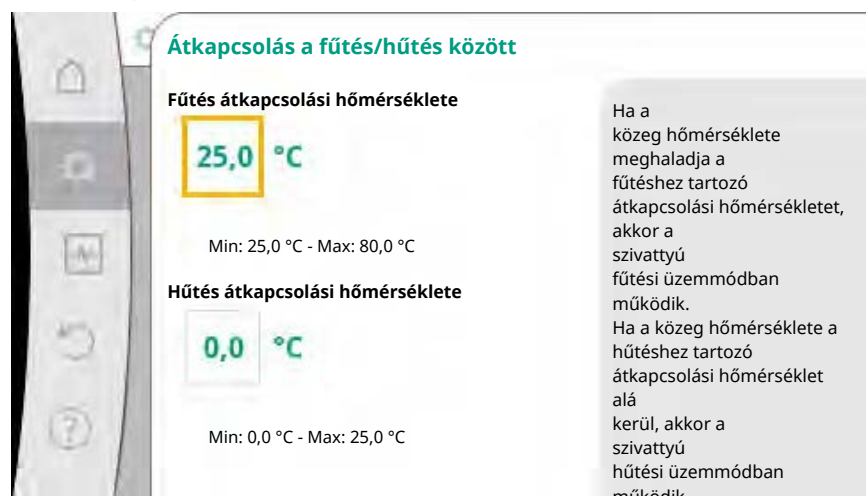 Átkapcsolás a fűtés/hűtés között
Fűtés átkapcsolási hőmérséklete
25,0 °C
Min: 25,0 °C - Max: 80,0 °C
Hűtés átkapcsolási hőmérséklete
0,0 °C
Min: 0,0 °C - Max: 25,0 °C
Ha a
közeg hőmérséklete
meghaladja a
fűtéshez tartozó
átkapcsolási hőmérsékletet,
akkor a
szivattyú
fűtési üzemmódban
működik.
Ha a közeg hőmérséklete a
hűtéshez tartozó
átkapcsolási hőmérséklet
alá
kerül, akkor a
szivattyú
hűtési üzemmódban
működik